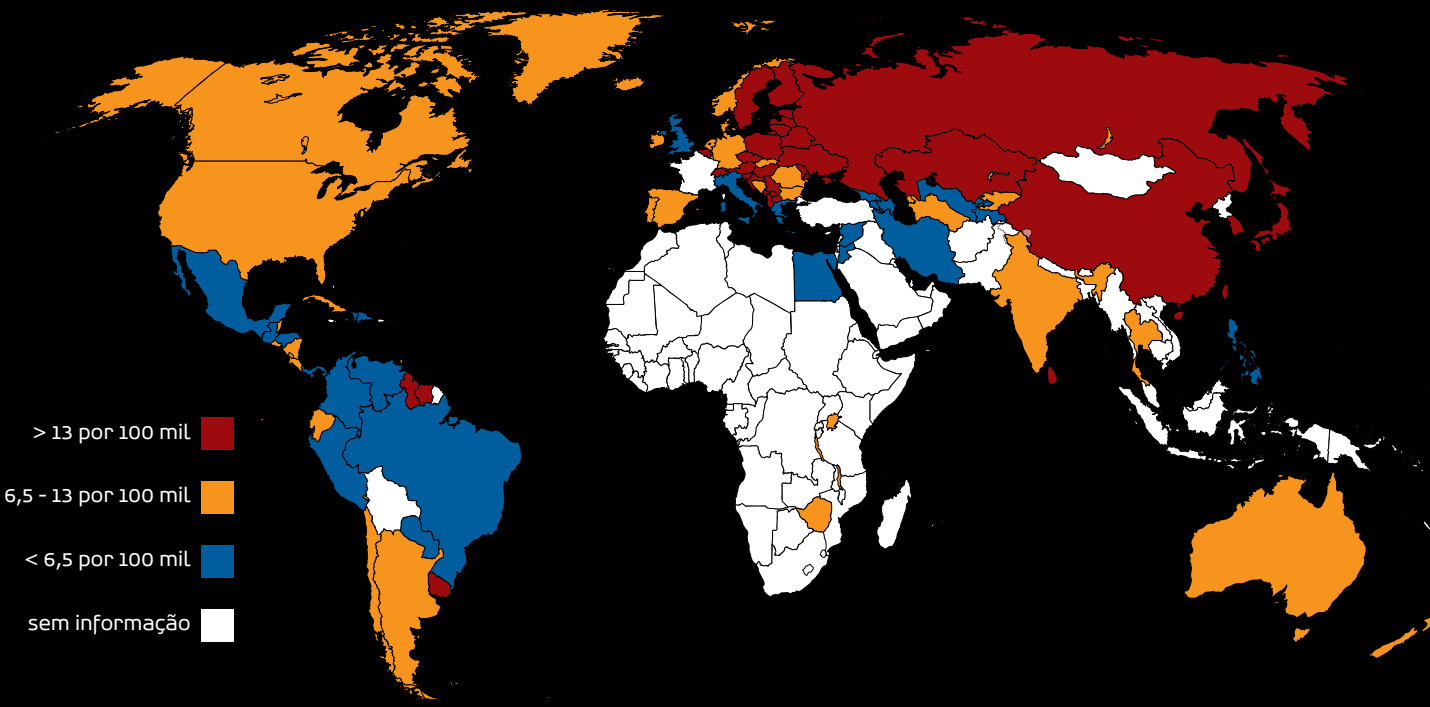 > 13 por 100 mil
6,5 - 13 por 100 mil
< 6,5 por 100 mil
sem informação